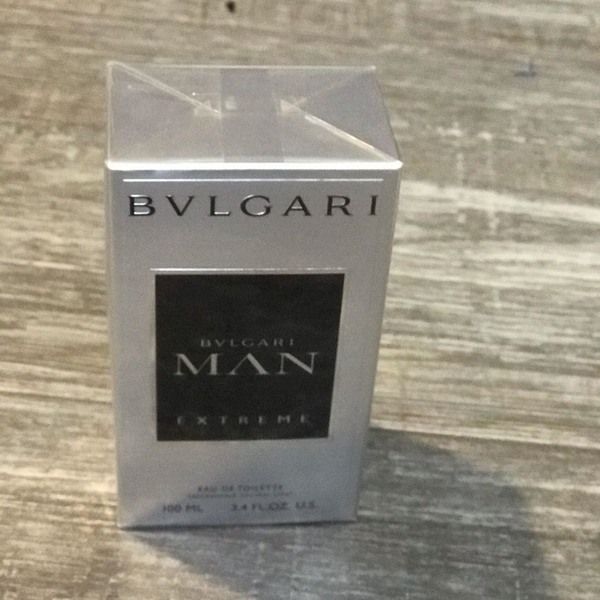 BVLGARI
BVLGARI
MAN
EXTREME
EAU DE TOILETTE
100 ML 3.4 FL.OZ. U.S.